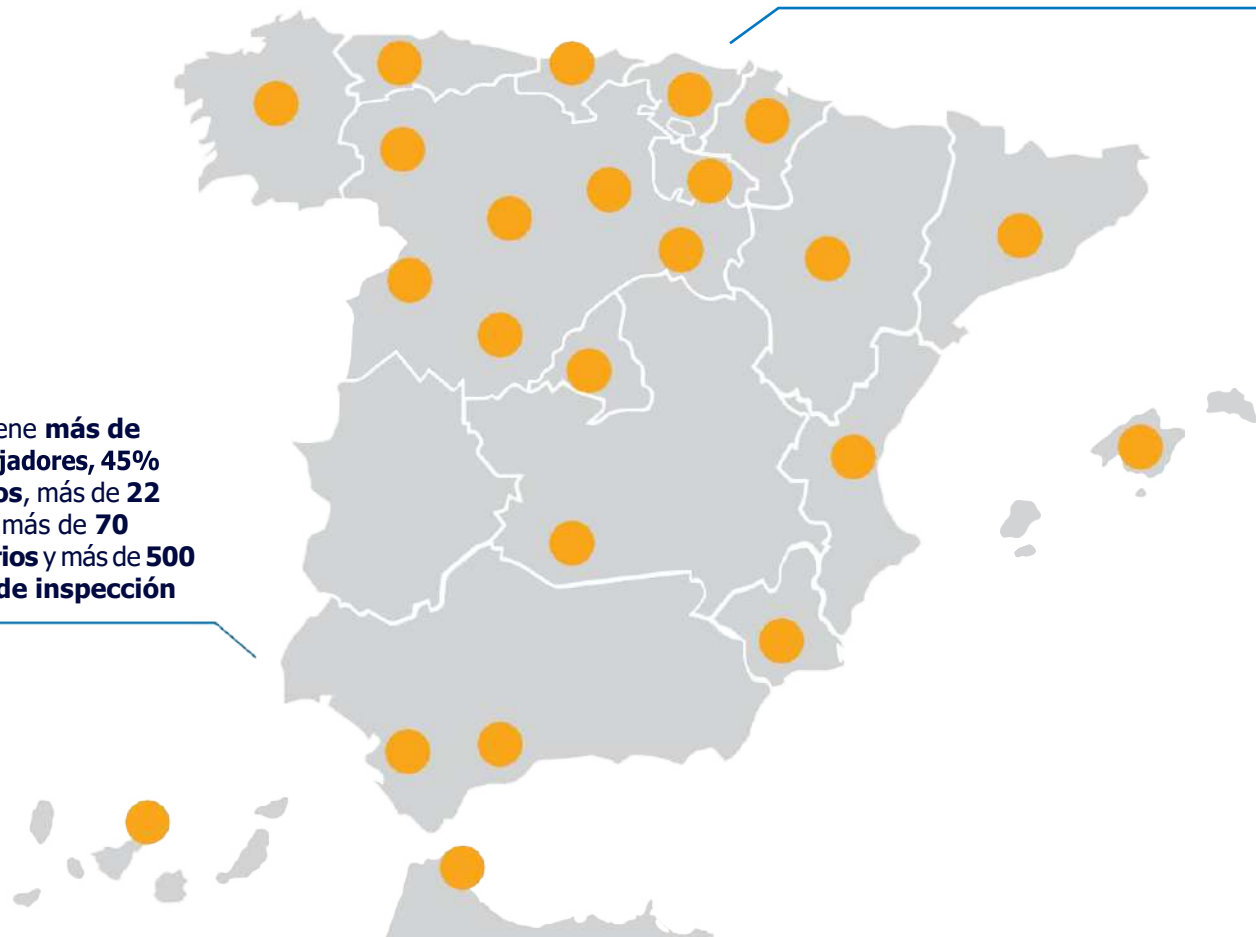 ene más de
jadores, 45%
os, más de 22
más de 70
rios y más de 500
de inspección